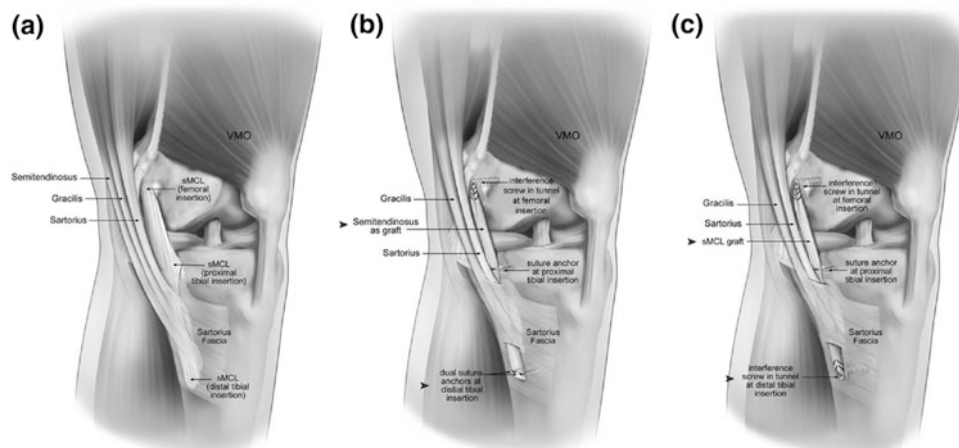 (a)
VMO
sMCL
(femoral
insertion)
Semitendinosus
Gracilis
Sartorius
sMCL
(proximal
tibial insertion)
Sartorius
Fascia
sMCL
(distal tibial
insertion)
(b)
VMO
interference
screw in tunnel
at femoral
insertion
Gracilis
Semitendinosus
as graft
Sartorius
suture anchor
at proximal
tibial insertion
Sartorius
Fascia
dual suture
anchors at
distial tibial
insertion
(c)
VMO
interference
screw in tunnel
at femoral
insertion
Gracilis
Sartorius
sMCL graft
suture anchor
at proximal
tibial insertion
Sartorius
Fascia
interference
screw in tunnel
at distal tibial
insertion